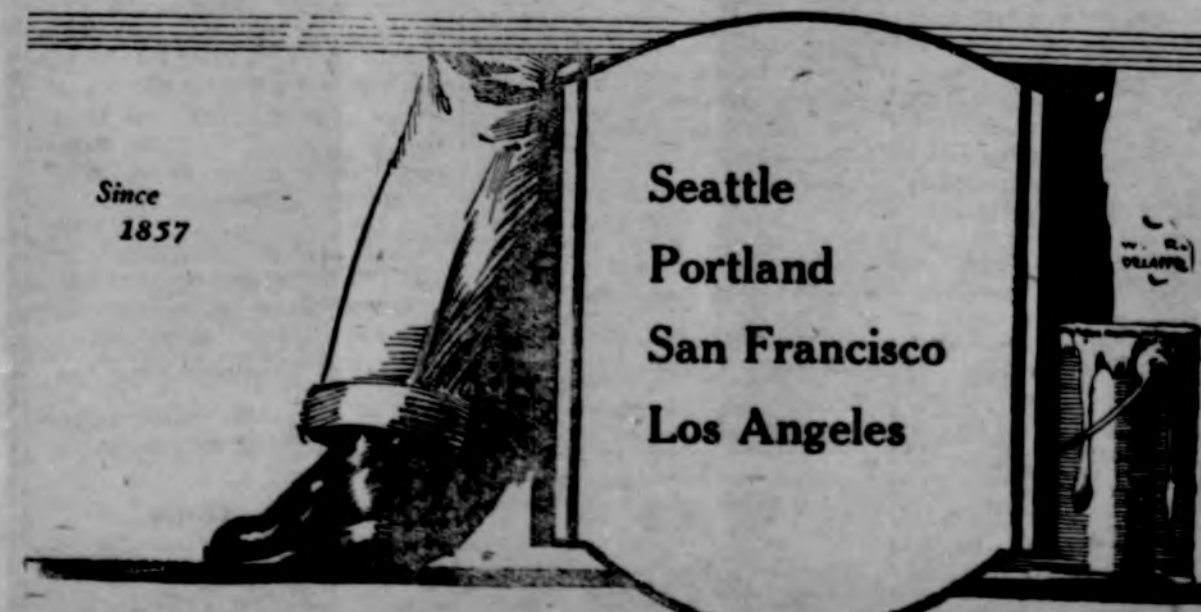 Since
1857
Seattle
Portland
San Francisco
Los Angeles
W. R.